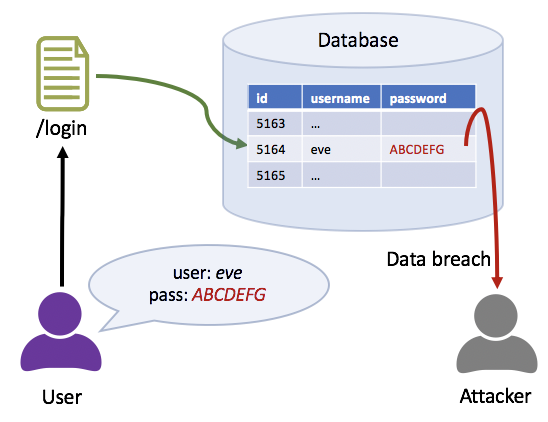 Database
id username password
5163 ...
5164 eve ABCDEFG
5165 ...
/login
Data breach
user: eve
pass: ABCDEFG
User
Attacker